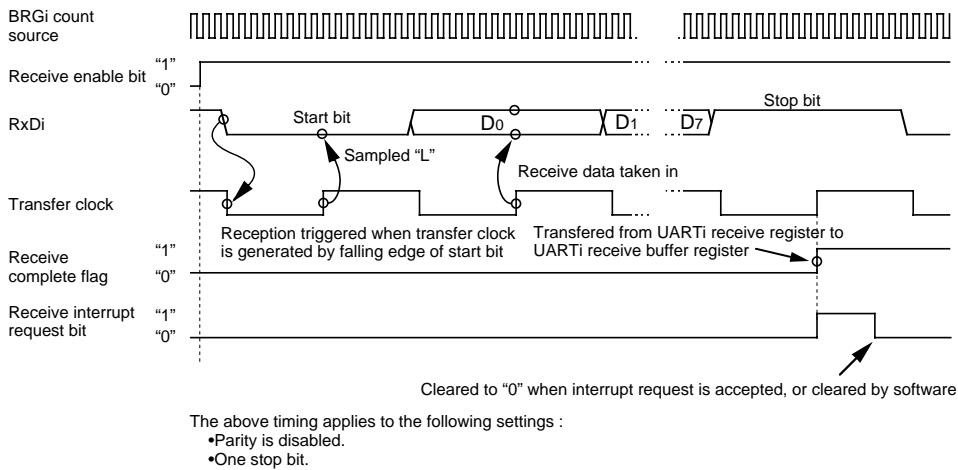 BRGi count
source
Receive enable bit
“1”
“0”
RxDi
Start bit
D0
D1
D7
Stop bit
Sampled “L”
Receive data taken in
Transfer clock
Reception triggered when transfer clock
is generated by falling edge of start bit
Transfered from UARTi receive register to
UARTi receive buffer register
Receive
complete flag
“1”
“0”
Receive interrupt
request bit
“1”
“0”
Cleared to “0” when interrupt request is accepted, or cleared by software
The above timing applies to the following settings :
•Parity is disabled.
•One stop bit.